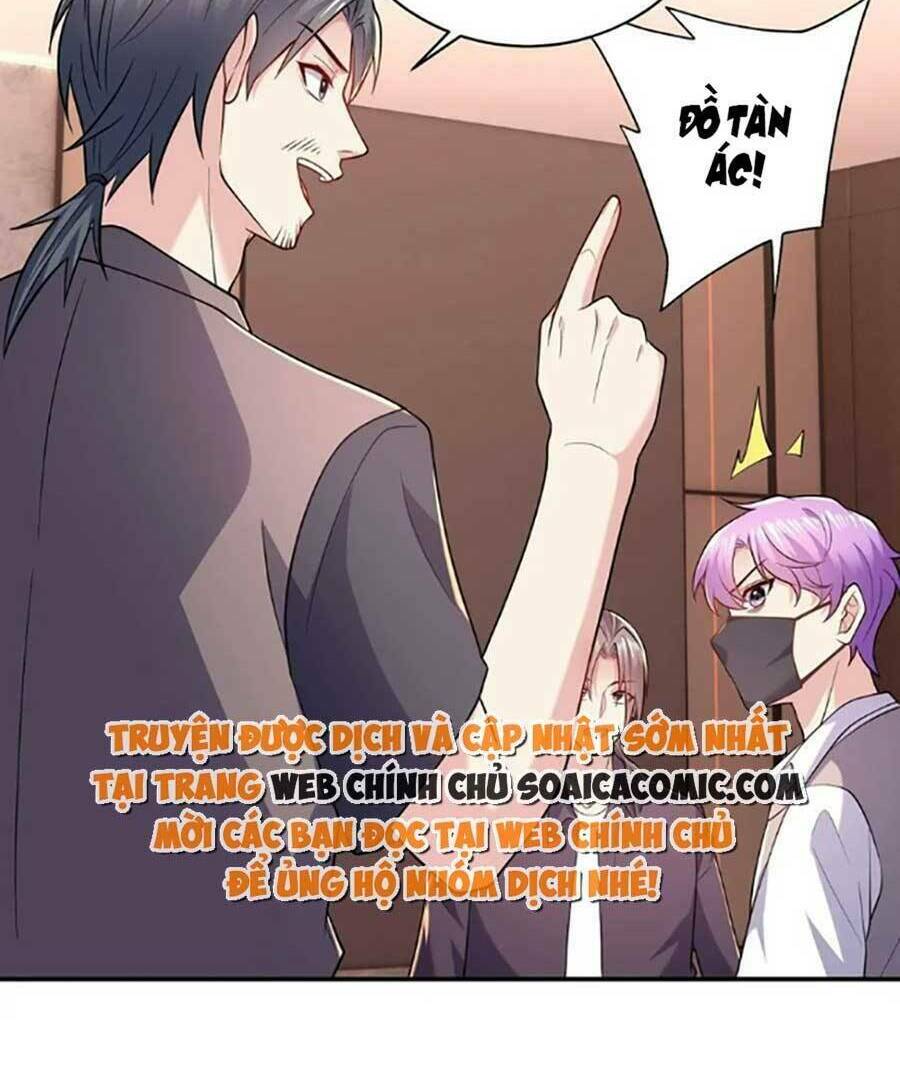 ĐỒ TÀN
ÁC!
TRUYỆN ĐƯỢC DỊCH VÀ CẬP NHẬT SỚM NHẤT
TẠI TRANG WEB CHÍNH CHỦ SOAICACOMIC.COM
MỜI CÁC BẠN ĐỌC TẠI WEB CHÍNH CHỦ
ĐỂ ỦNG HỘ NHÓM DỊCH NHÉ!